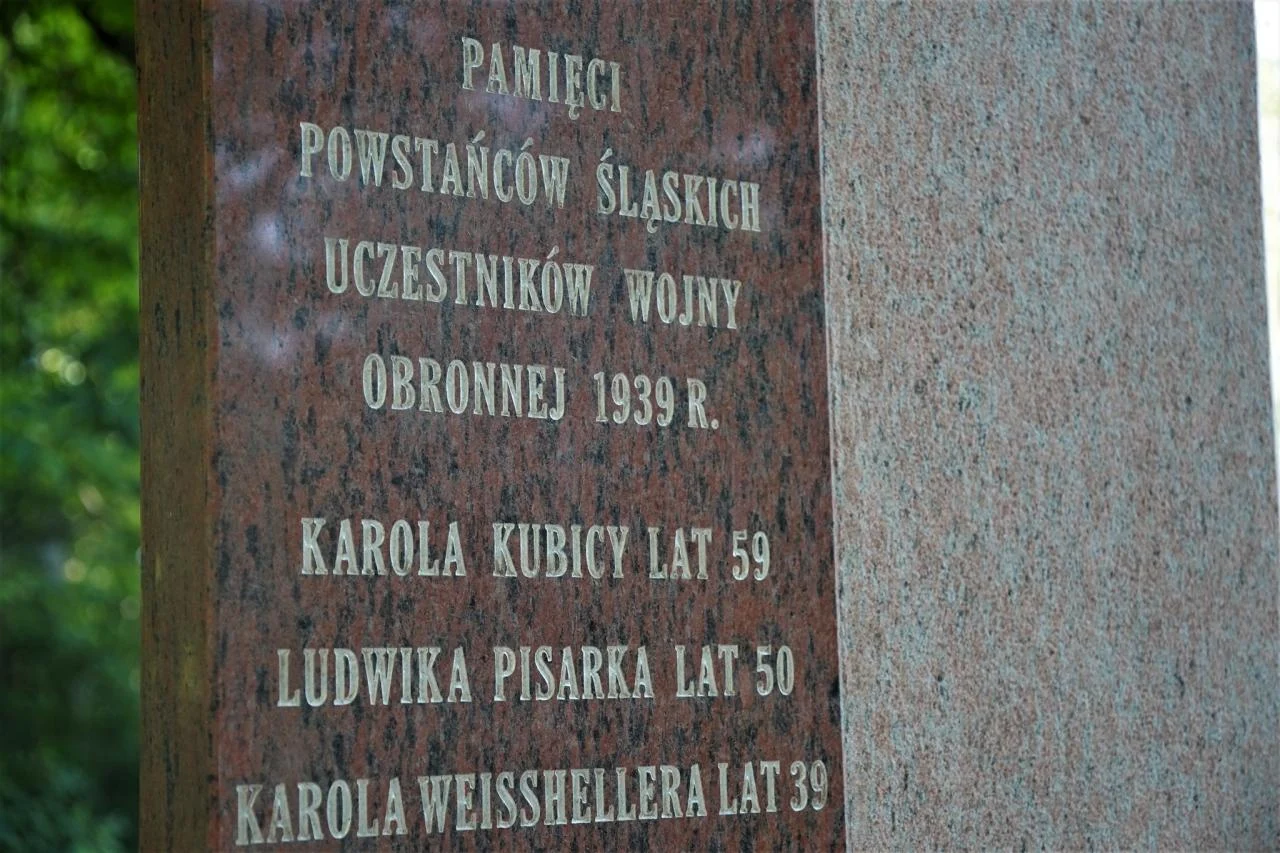 PAMIĘCI
POWSTAŃCÓW ŚLĄSKICH
UCZESTNIKÓW WOJNY
OBRONNEJ 1939 R.
KAROLA KUBICY LAT 59
LUDWIKA PISARKA LAT 50
KAROLA WEISSHELLERA LAT 39